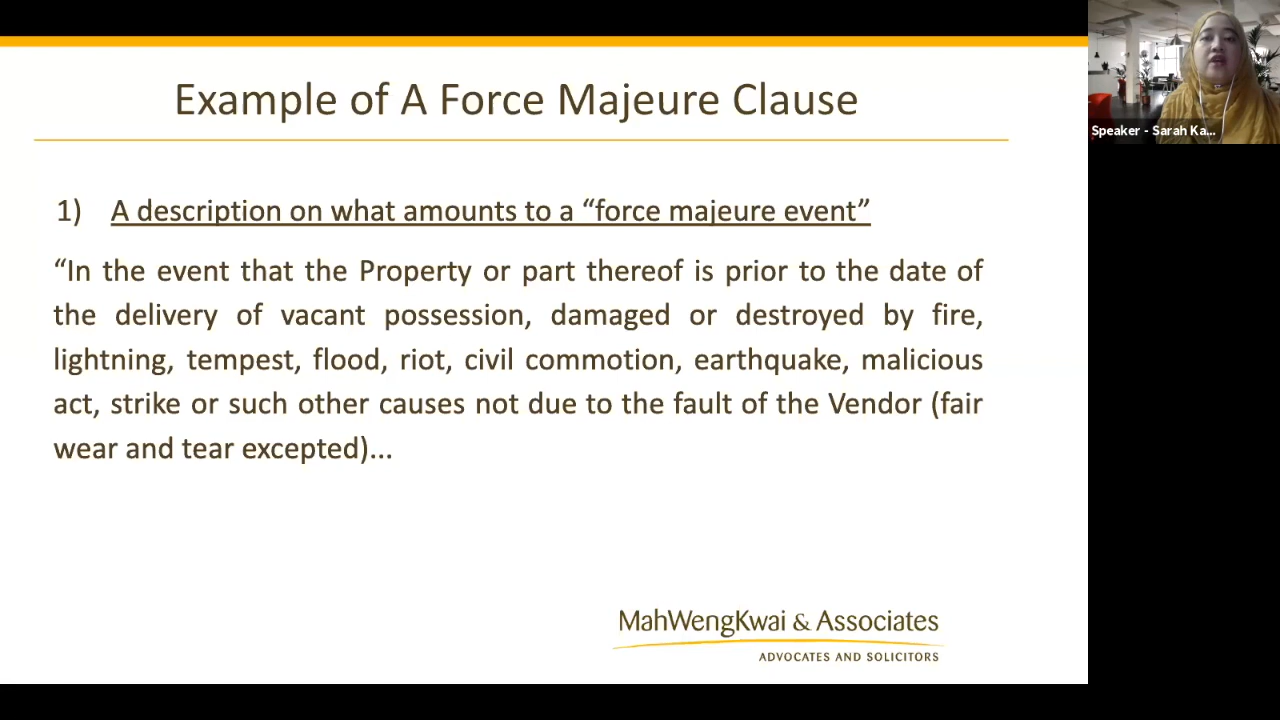 Example of A Force Majeure Clause
Speaker - Sarah Ka...
1) A description on what amounts to a “force majeure event”
“In the event that the Property or part thereof is prior to the date of
the delivery of vacant possession, damaged or destroyed by fire,
lightning, tempest, flood, riot, civil commotion, earthquake, malicious
act, strike or such other causes not due to the fault of the Vendor (fair
wear and tear excepted)...
MahWengKwai & Associates
ADVOCATES AND SOLICITORS